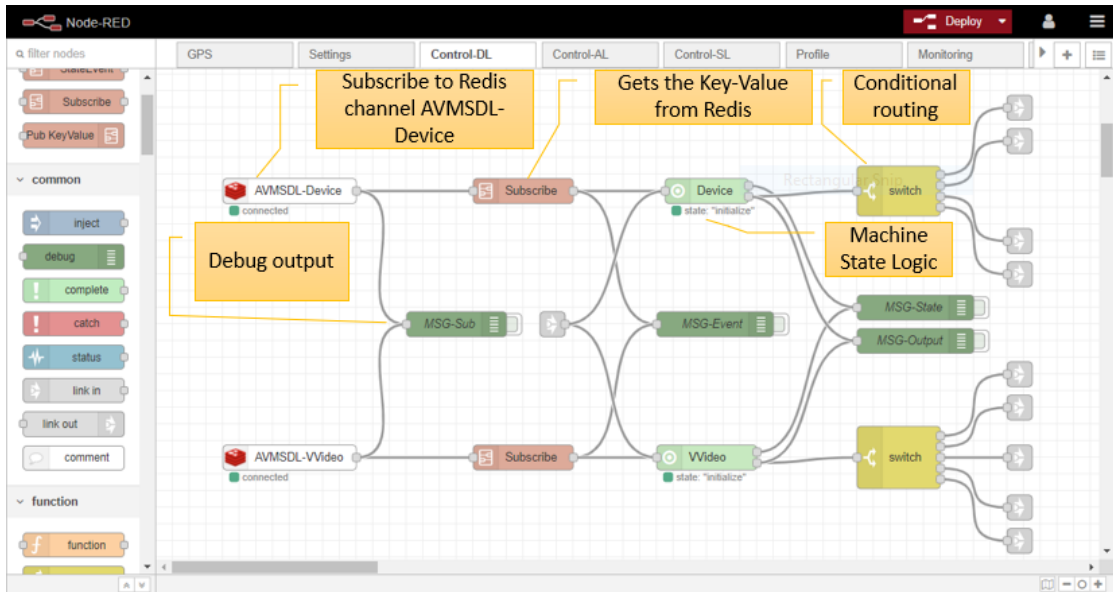 Node-RED
Deploy
filter nodes
GPS
Settings
Control-DL
Control-AL
Control-SL
Profile
Monitoring
StateEvent
Subscribe
Pub KeyValue
common
inject
debug
complete
catch
status
link in
link out
comment
function
function
Subscribe to Redis
channel AVMSDL-
Device
Gets the Key-Value
from Redis
Conditional
routing
AVMSDL-Device
connected
Subscribe
Device
state: "initialize"
Rectangular Snip
switch
Debug output
Machine
State Logic
MSG-Sub
MSG-Event
MSG-State
MSG-Output
AVMSDL-VVideo
connected
Subscribe
VVideo
state: "initialize"
switch